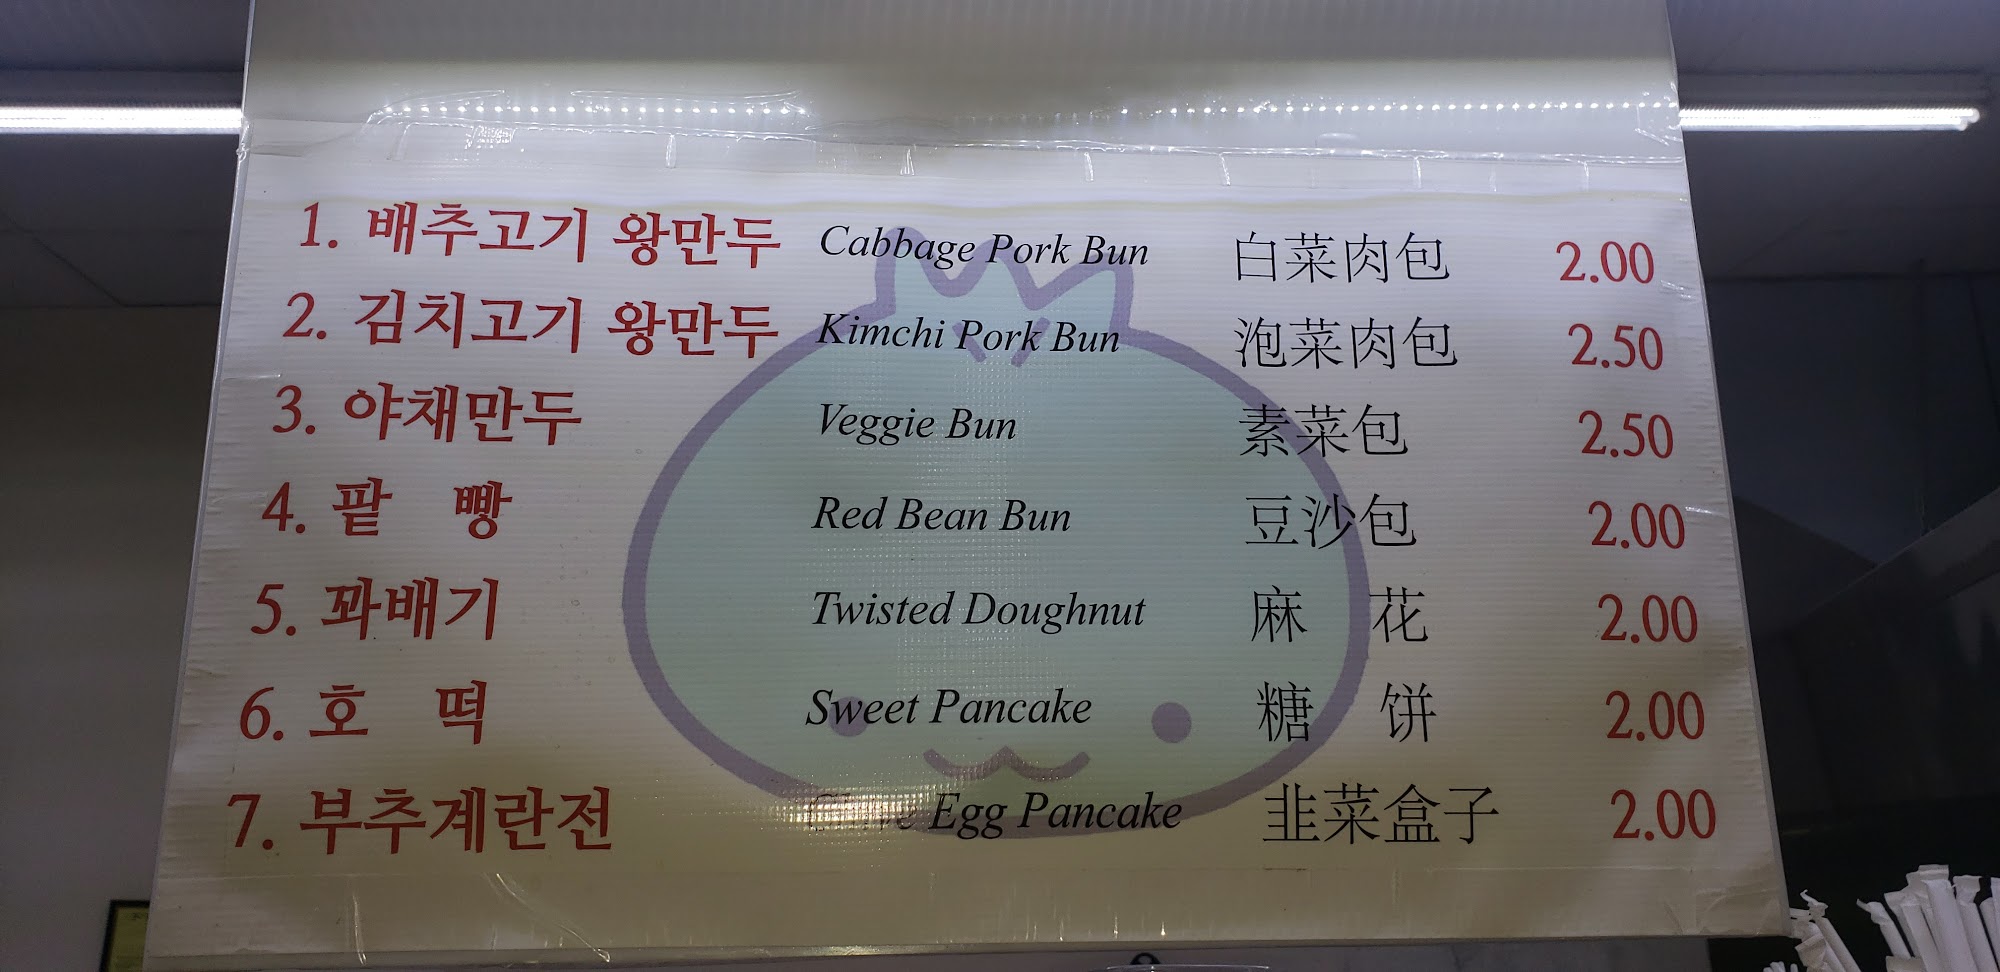 1. 배추고기 왕만두 Cabbage Pork Bun 白菜肉包 2.00
2. 김치고기 왕만두 Kimchi Pork Bun 泡菜肉包 2.50
3. 야채만두 Veggie Bun 素菜包 2.50
4. 팥 빵 Red Bean Bun 豆沙包 2.00
5. 꽈배기 Twisted Doughnut 麻 花 2.00
6. 호 떡 Sweet Pancake 糖 饼 2.00
7. 부추계란전 Chive Egg Pancake 韭菜盒子 2.00